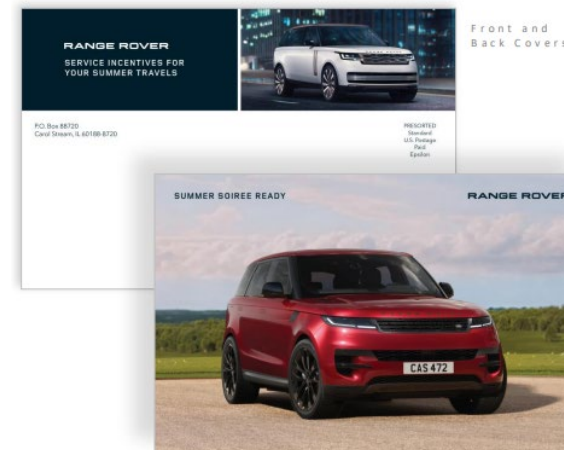 Front and
Back Covers
RANGE ROVER
SERVICE INCENTIVES FOR
YOUR SUMMER TRAVELS
P.O. Box 88720
Carol Stream, IL 60188-8720
PRESORTED
Standard
U.S. Postage
Paid
Epsilon
SUMMER SOIREE READY
RANGE ROVER
CAS 472